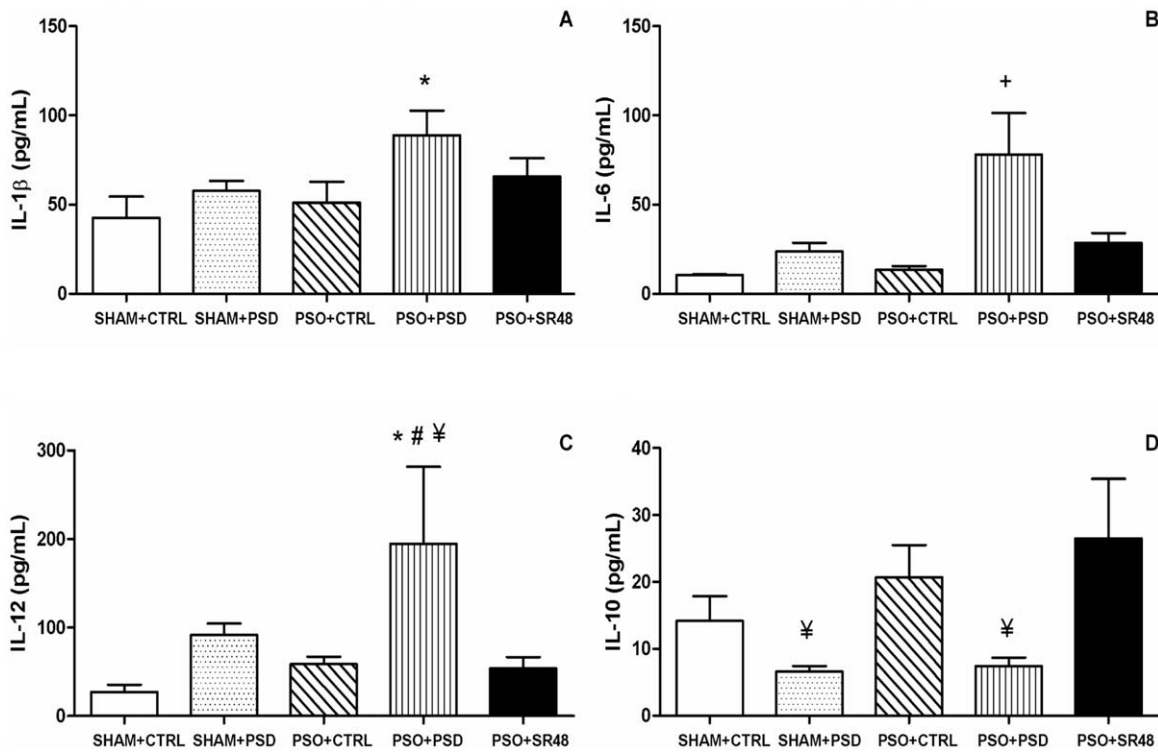 A
IL-1β (pg/mL)
150
100
50
0
*
SHAM+CTRL SHAM+PSD PSO+CTRL PSO+PSD PSO+SR48
B
IL-6 (pg/mL)
150
100
50
0
+
SHAM+CTRL SHAM+PSD PSO+CTRL PSO+PSD PSO+SR48
C
IL-12 (pg/mL)
300
200
100
0
* # ¥
SHAM+CTRL SHAM+PSD PSO+CTRL PSO+PSD PSO+SR48
D
IL-10 (pg/mL)
40
30
20
10
0
¥ ¥
SHAM+CTRL SHAM+PSD PSO+CTRL PSO+PSD PSO+SR48